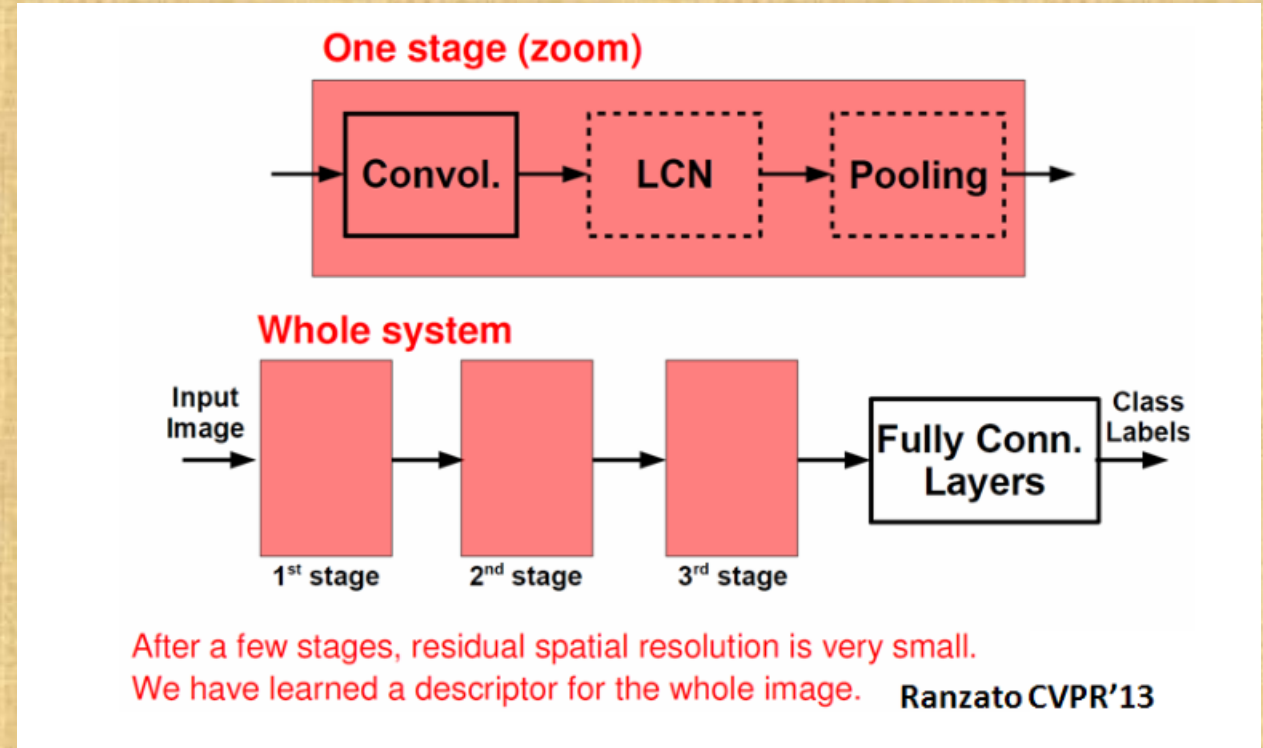 One stage (zoom)
Convol.
LCN
Pooling
Whole system
Input
Image
Fully Conn.
Layers
Class
Labels
1st stage
2nd stage
3rd stage
After a few stages, residual spatial resolution is very small.
We have learned a descriptor for the whole image.
Ranzato CVPR'13